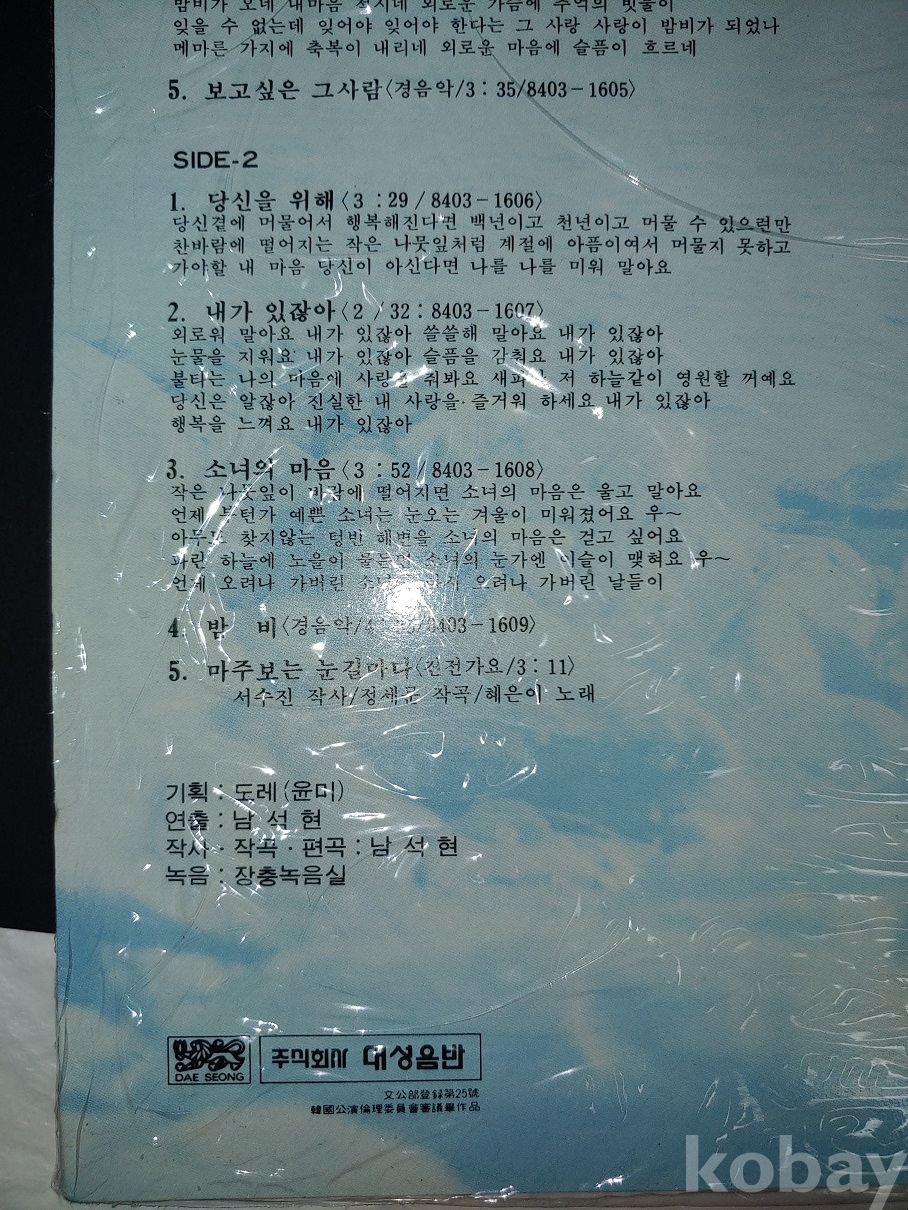 밤비가 오네 내마음 적시네 외로운 가슴에 추억의 빗물이
잊을 수 없는데 잊어야 잊어야 한다는 그 사랑 사랑이 밤비가 되었나
메마른 가지에 축복이 내리네 외로운 마음에 슬픔이 흐르네
5. 보고싶은 그사람〈경음악/3 : 35/8403-1605〉
SIDE-2
1. 당신을 위해〈3 : 29 / 8403-1606〉
당신곁에 머물어서 행복해진다면 백년이고 천년이고 머물 수 있으련만
찬바람에 떨어지는 작은 나뭇잎처럼 계절에 아픔이여서 머물지 못하고
가야할 내 마음 당신이 아신다면 나를 나를 미워 말아요
2. 내가 있잖아〈2 / 32 : 8403-1607〉
외로워 말아요 내가 있잖아 쓸쓸해 말아요 내가 있잖아
눈물을 지워요 내가 있잖아 슬픔을 감춰요 내가 있잖아
불타는 나의 마음에 사랑을 줘봐요 저 하늘같이 영원할 꺼예요
당신은 알잖아 진실한 내 사랑을·즐거워 하세요 내가 있잖아
행복을 느껴요 내가 있잖아
3. 소녀의 마음〈3 : 52 / 8403-1608〉
작은 나뭇잎이 바람에 떨어지면 소녀의 마음은 울고 말아요
언제 부턴가 예쁜 소녀는 눈오는 겨울이 미워졌어요 우~
아무도 찾지않는 텅빈 해변을 소녀의 마음은 걷고 싶어요
파란 하늘에 노을이 소녀의 눈가엔 이슬이 맺혀요 우~
언제 오려나 가버린 오려나 가버린 날들이
4. 밤 비〈경음악/8403-1609〉
5. 마주보는 눈길마다〈건전가요/3 : 11〉
서수진 작사/정세균 작곡/혜은이 노래
기획 : 도레(윤미)
연출 : 남 석 현
작사·작곡·편곡 : 남 석 현
녹음 : 장충녹음실
DAE SEONG
주식회사 대성음반
文公部登録第25號
韓國公演倫理委員會審議畢作品
kobay